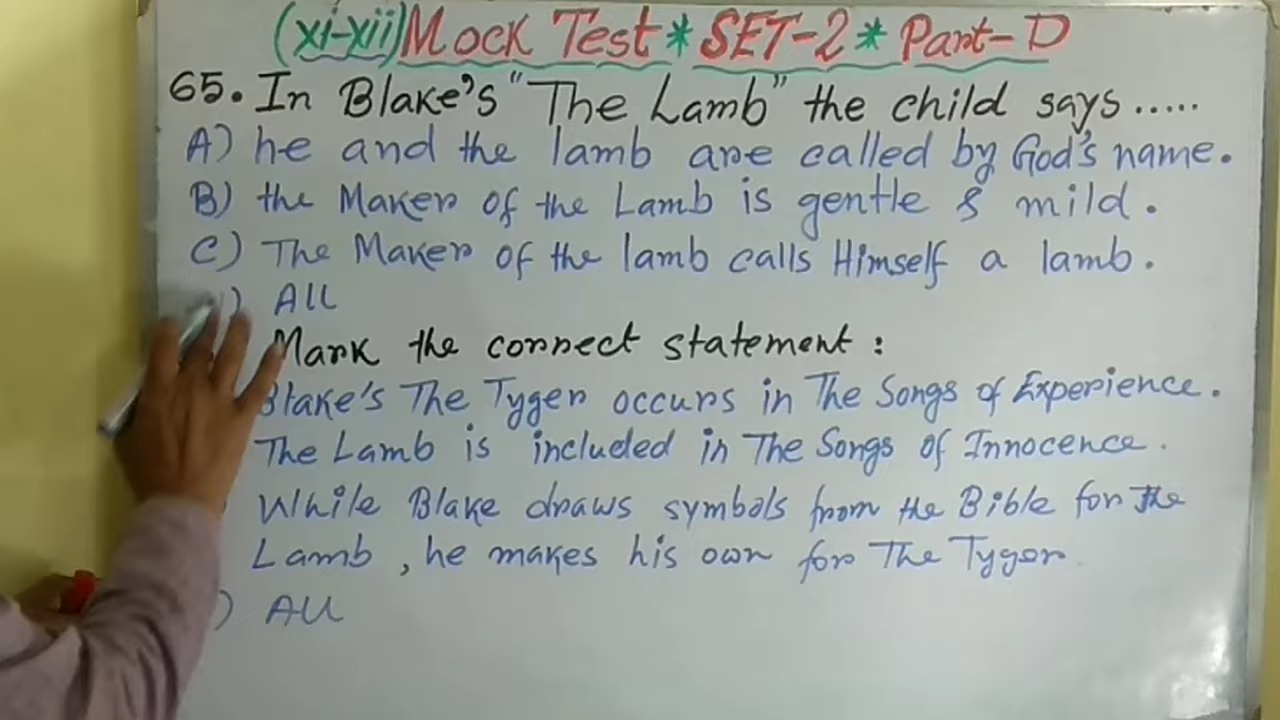 (xi-xii) Mock Test * SET-2 * Part-D
65. In Blake's "The Lamb" the child says.....
A) he and the lamb are called by God's name.
B) the Maker of the Lamb is gentle & mild.
C) The Maker of the lamb calls Himself a lamb.
) All
Mark the correct statement :
Blake's The Tyger occurs in The Songs of Experience.
The Lamb is included in The Songs of Innocence.
While Blake draws symbols from the Bible for The
Lamb, he makes his own for The Tyger.
) All